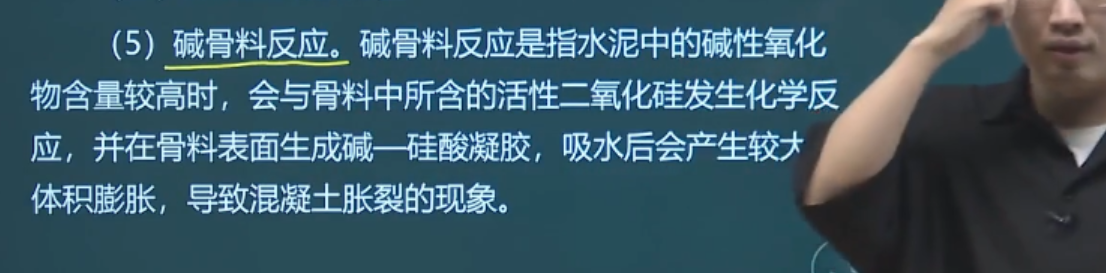 （5）碱骨料反应。碱骨料反应是指水泥中的碱性氧化
物含量较高时，会与骨料中所含的活性二氧化硅发生化学反
应，并在骨料表面生成碱—硅酸凝胶，吸水后会产生较大
体积膨胀，导致混凝土胀裂的现象。